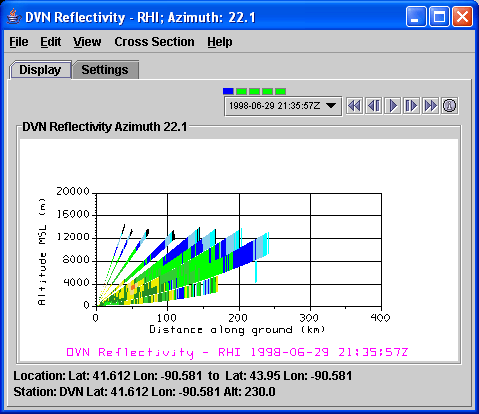 DVN Reflectivity - RHI; Azimuth: 22.1
File Edit View Cross Section Help
Display Settings
1998-06-29 21:35:57Z
DVN Reflectivity Azimuth 22.1
20000
16000
12000
8000
4000
0
Altitude MSL (m)
0 100 200 300 400
Distance along ground (km)
DVN Reflectivity - RHI 1998-06-29 21:35:57Z
Location: Lat: 41.612 Lon: -90.581 to Lat: 43.95 Lon: -90.581
Station: DVN Lat: 41.612 Lon: -90.581 Alt: 230.0